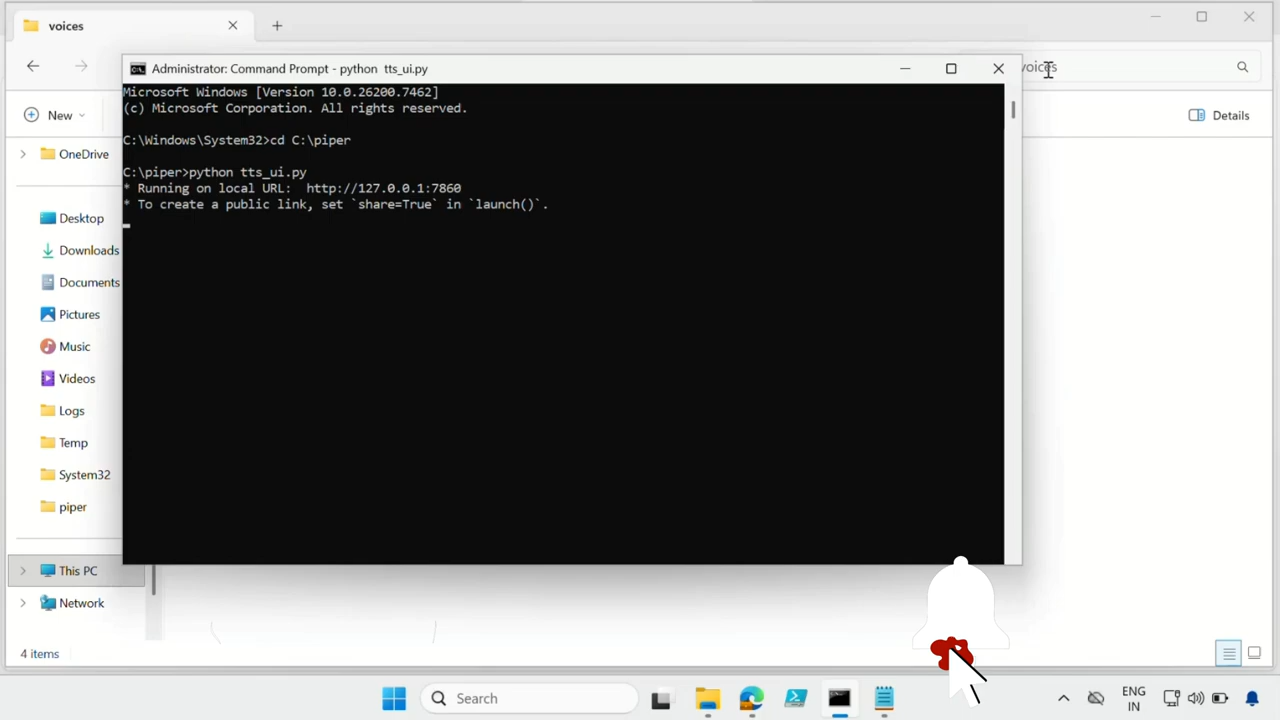 voices
Administrator: Command Prompt - python  tts_ui.py
voices
New
Details
Microsoft Windows [Version 10.0.26200.7462]
(c) Microsoft Corporation. All rights reserved.
C:\Windows\System32>cd C:\piper
C:\piper>python tts_ui.py
* Running on local URL:  http://127.0.0.1:7860
* To create a public link, set `share=True` in `launch()`.
OneDrive
Desktop
Downloads
Documents
Pictures
Music
Videos
Logs
Temp
System32
piper
This PC
Network
4 items
Search
ENG
IN